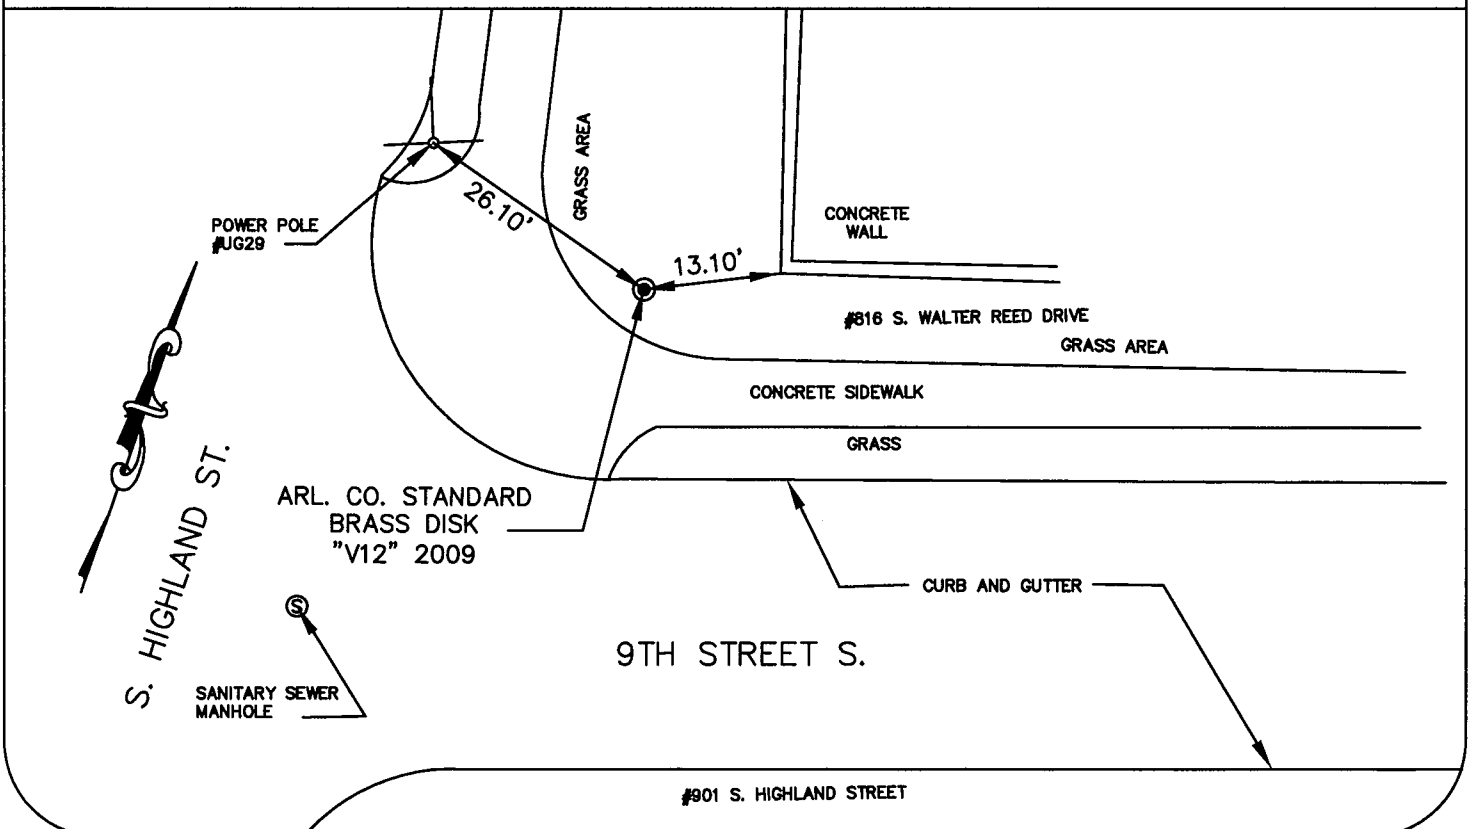 GRASS AREA
26.10'
POWER POLE
#UG29
CONCRETE
WALL
13.10'
#816 S. WALTER REED DRIVE
GRASS AREA
CONCRETE SIDEWALK
GRASS
S. HIGHLAND ST.
ARL. CO. STANDARD
BRASS DISK
"V12" 2009
CURB AND GUTTER
S
9TH STREET S.
SANITARY SEWER
MANHOLE
#901 S. HIGHLAND STREET